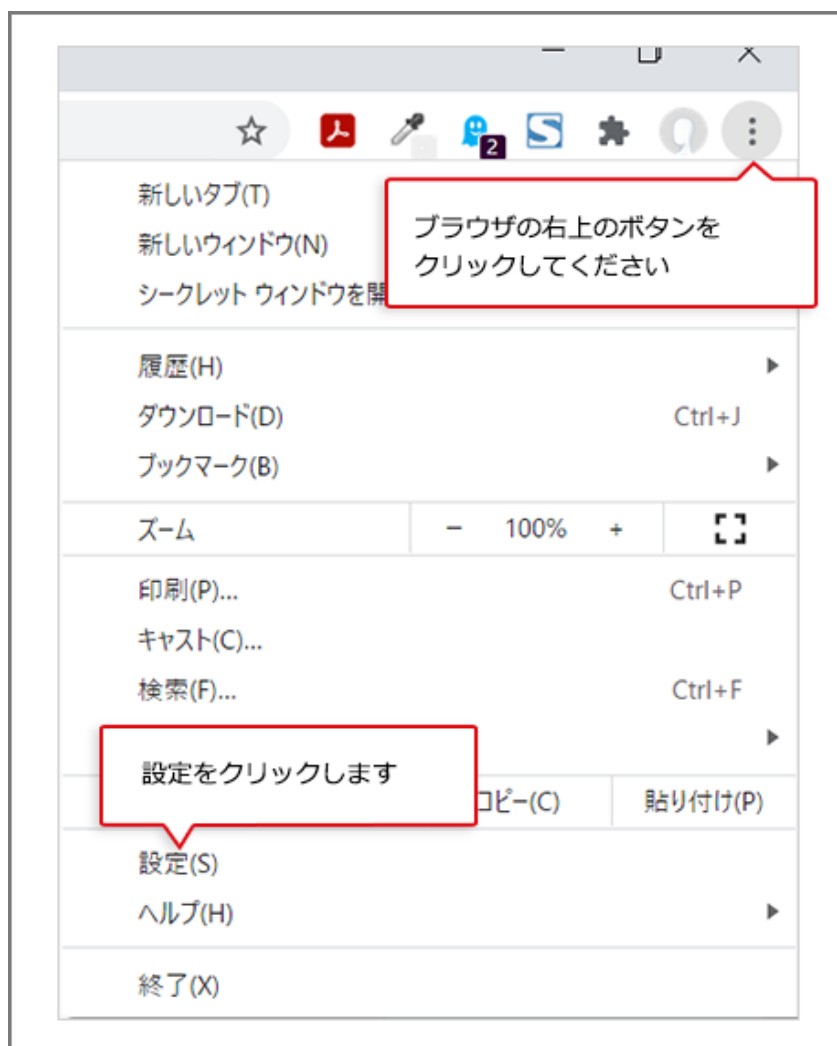 2
新しいタブ(T)
新しいウィンドウ(N)
シークレット ウィンドウを開
ブラウザの右上のボタンを
クリックしてください
履歴(H)
ダウンロード(D) Ctrl+J
ブックマーク(B)
ズーム - 100% +
印刷(P)... Ctrl+P
キャスト(C)...
検索(F)... Ctrl+F
設定をクリックします
コピー(C) 貼り付け(P)
設定(S)
ヘルプ(H)
終了(X)